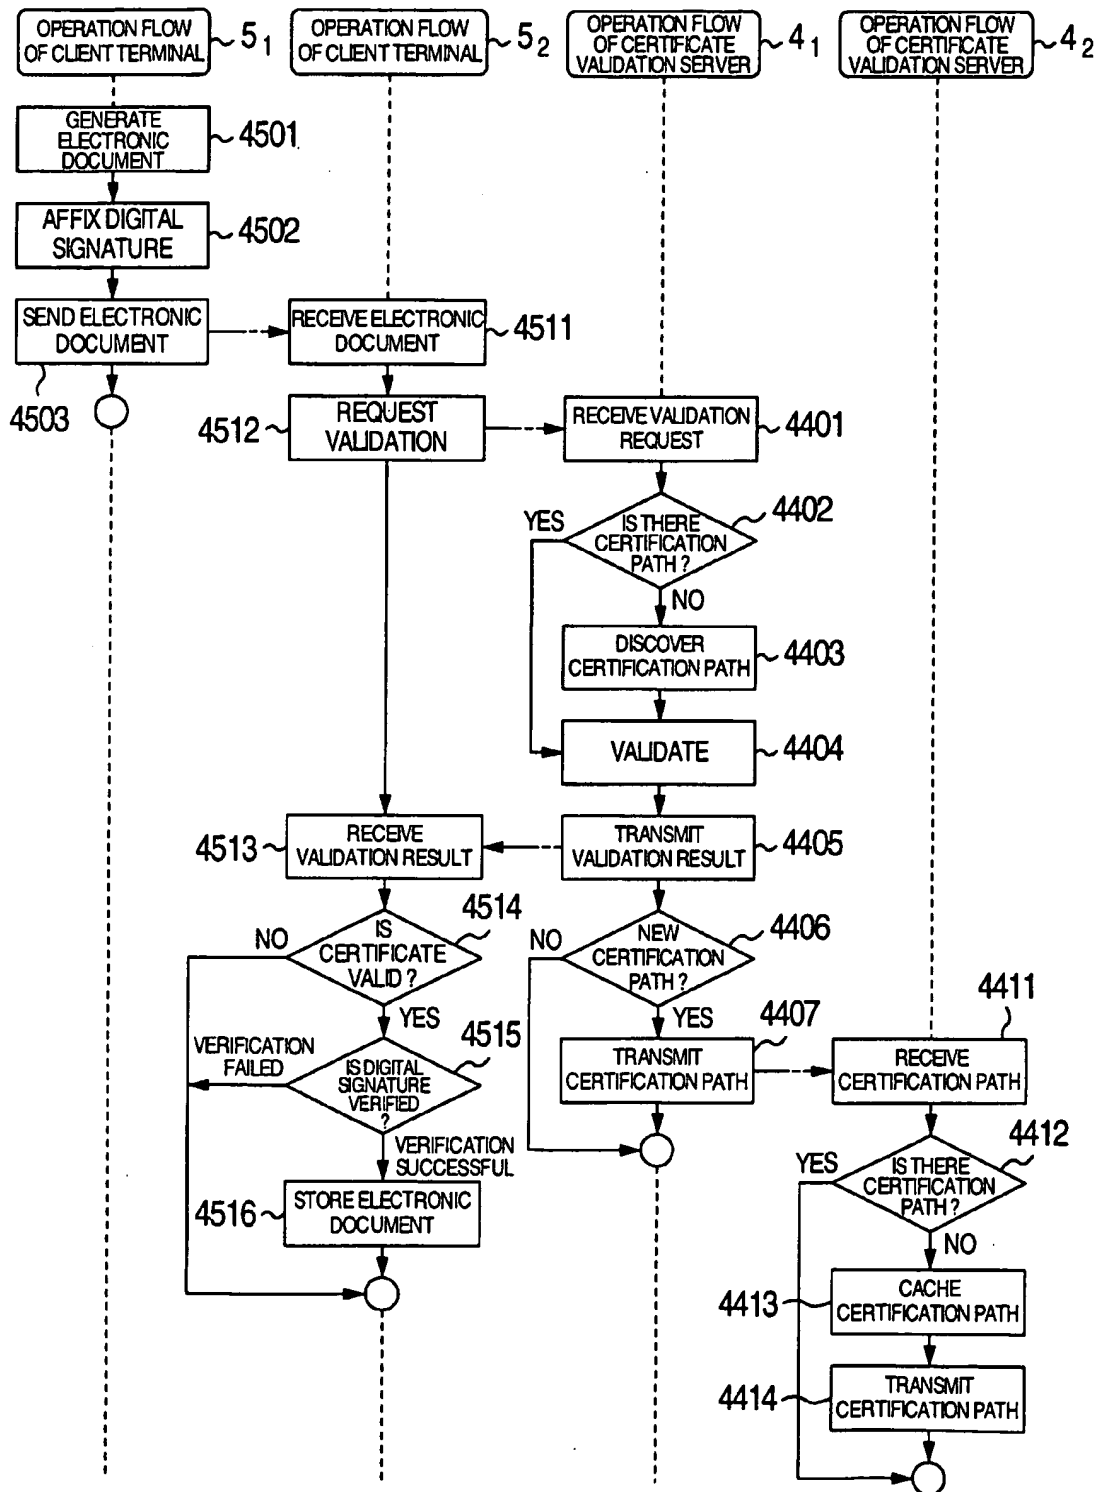 OPERATION FLOW
OF CLIENT TERMINAL
5₁
OPERATION FLOW
OF CLIENT TERMINAL
5₂
OPERATION FLOW
OF CERTIFICATE
VALIDATION SERVER
4₁
OPERATION FLOW
OF CERTIFICATE
VALIDATION SERVER
4₂
GENERATE
ELECTRONIC
DOCUMENT
4501
AFFIX DIGITAL
SIGNATURE
4502
SEND ELECTRONIC
DOCUMENT
4503
RECEIVE ELECTRONIC
DOCUMENT
4511
REQUEST
VALIDATION
4512
RECEIVE VALIDATION
REQUEST
4401
IS THERE
CERTIFICATION
PATH ?
4402
YES
NO
DISCOVER
CERTIFICATION PATH
4403
VALIDATE
4404
RECEIVE
VALIDATION RESULT
4513
TRANSMIT
VALIDATION RESULT
4405
IS
CERTIFICATE
VALID ?
4514
NO
YES
NEW
CERTIFICATION
PATH ?
4406
NO
YES
IS DIGITAL
SIGNATURE
VERIFIED
?
4515
VERIFICATION
FAILED
VERIFICATION
SUCCESSFUL
TRANSMIT
CERTIFICATION PATH
4407
RECEIVE
CERTIFICATION PATH
4411
STORE ELECTRONIC
DOCUMENT
4516
IS THERE
CERTIFICATION
PATH ?
4412
YES
NO
CACHE
CERTIFICATION PATH
4413
TRANSMIT
CERTIFICATION PATH
4414